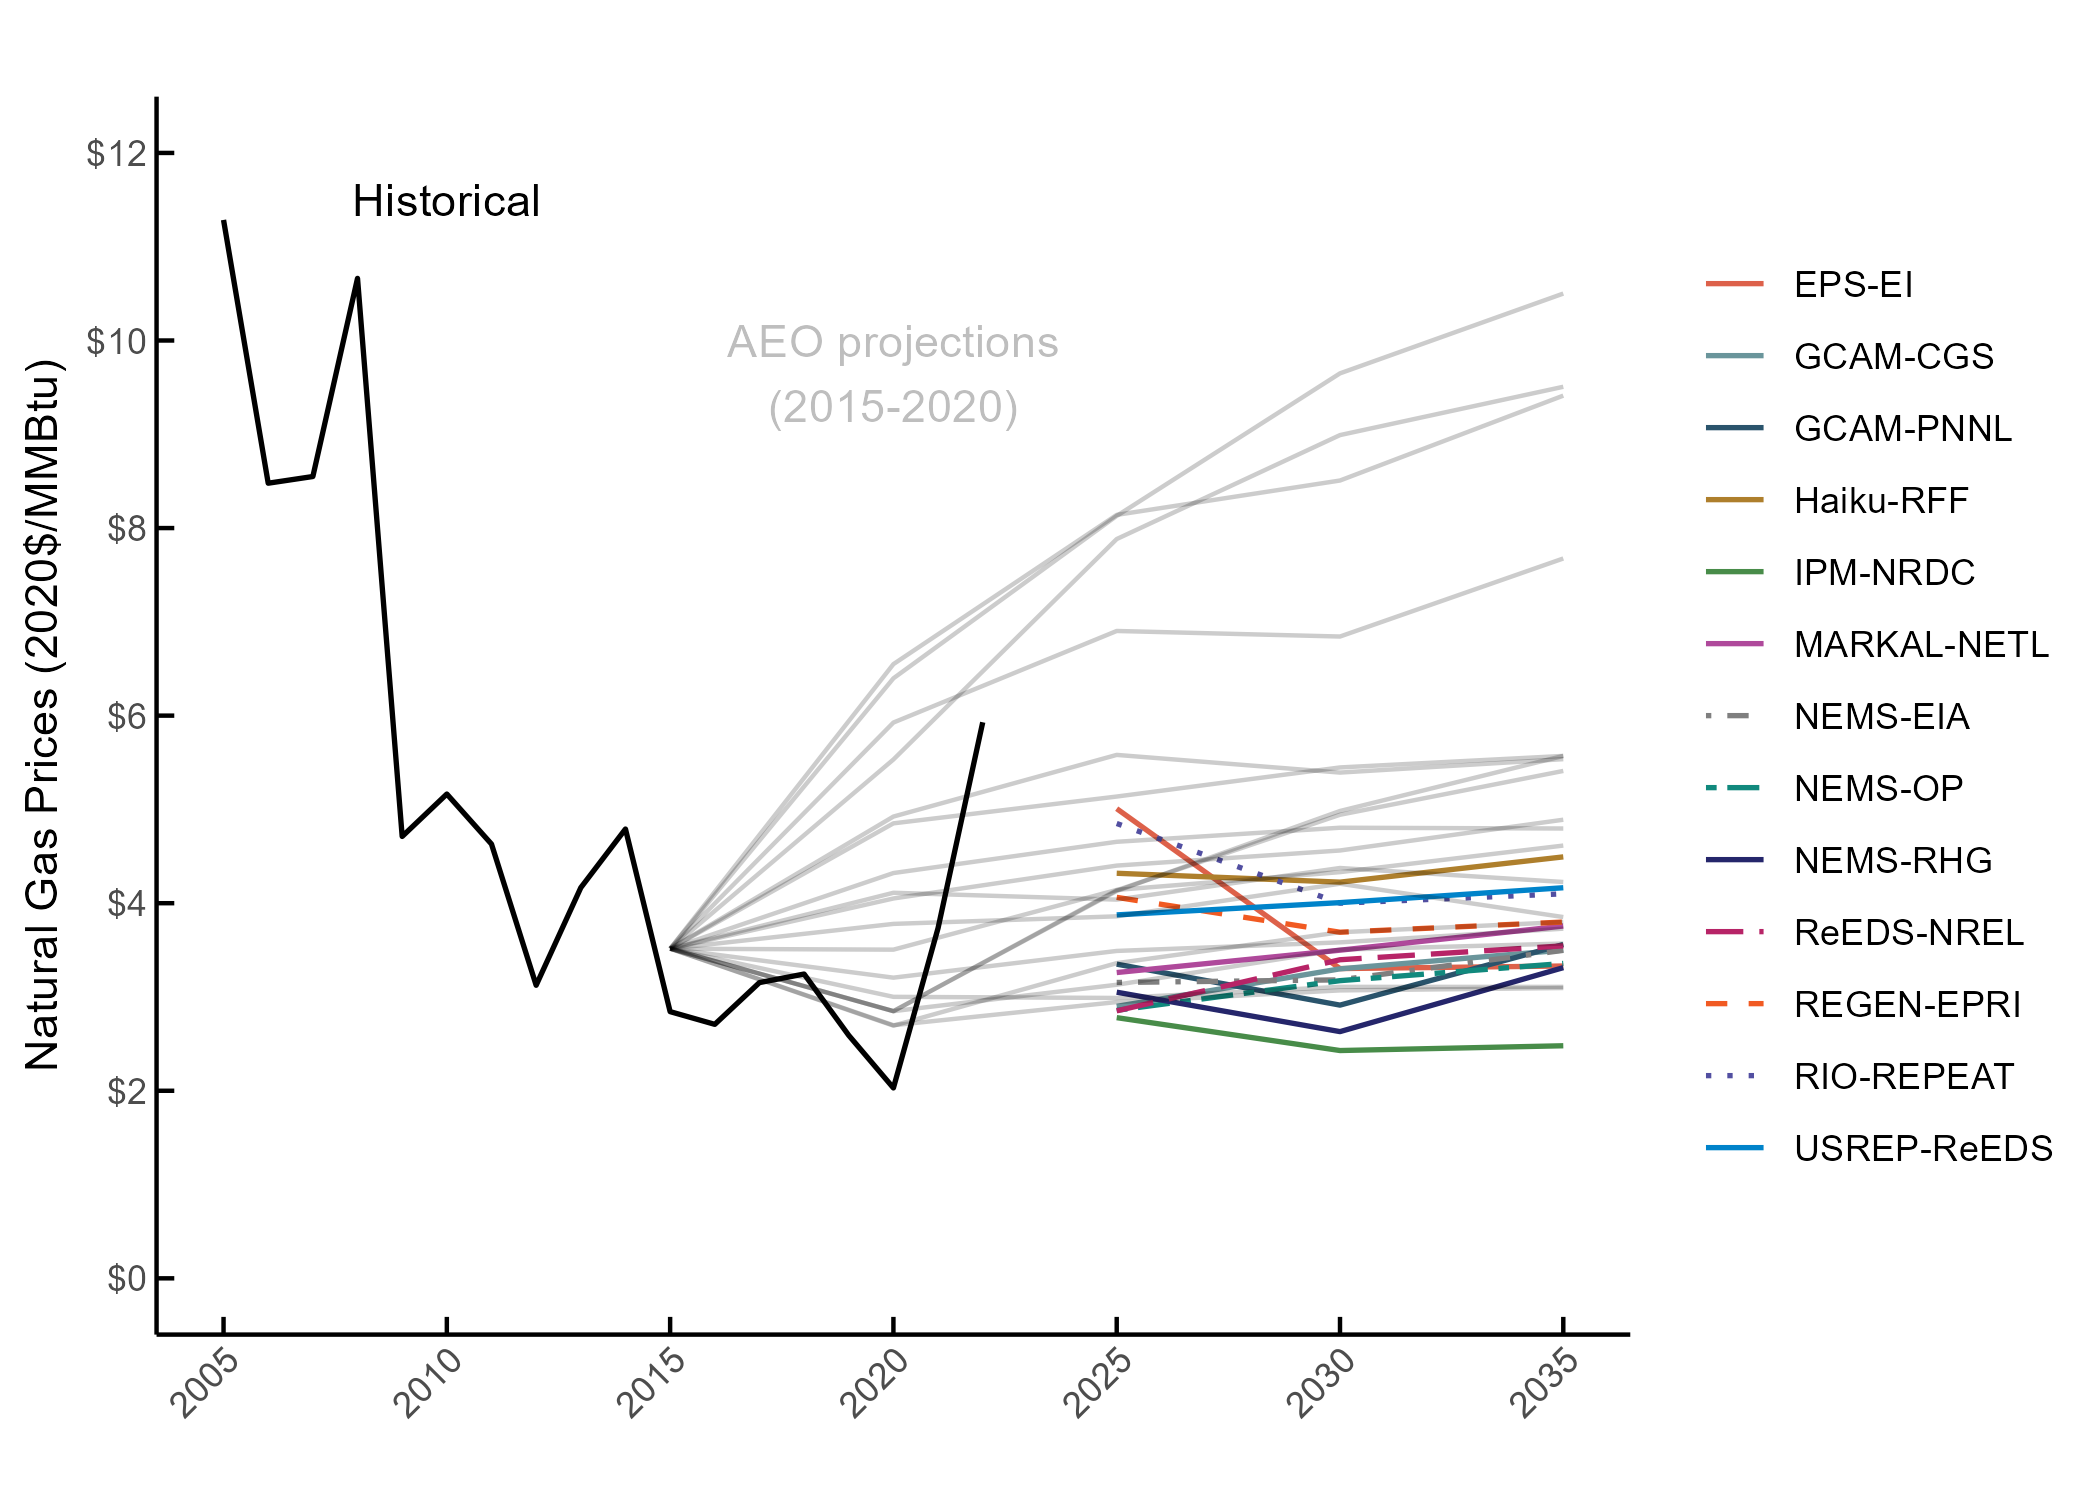 Natural Gas Prices (2020$/MMBtu)
$12
$10
$8
$6
$4
$2
$0
Historical
AEO projections
(2015-2020)
2005
2010
2015
2020
2025
2030
2035
EPS-EI
GCAM-CGS
GCAM-PNNL
Haiku-RFF
IPM-NRDC
MARKAL-NETL
NEMS-EIA
NEMS-OP
NEMS-RHG
ReEDS-NREL
REGEN-EPRI
RIO-REPEAT
USREP-ReEDS